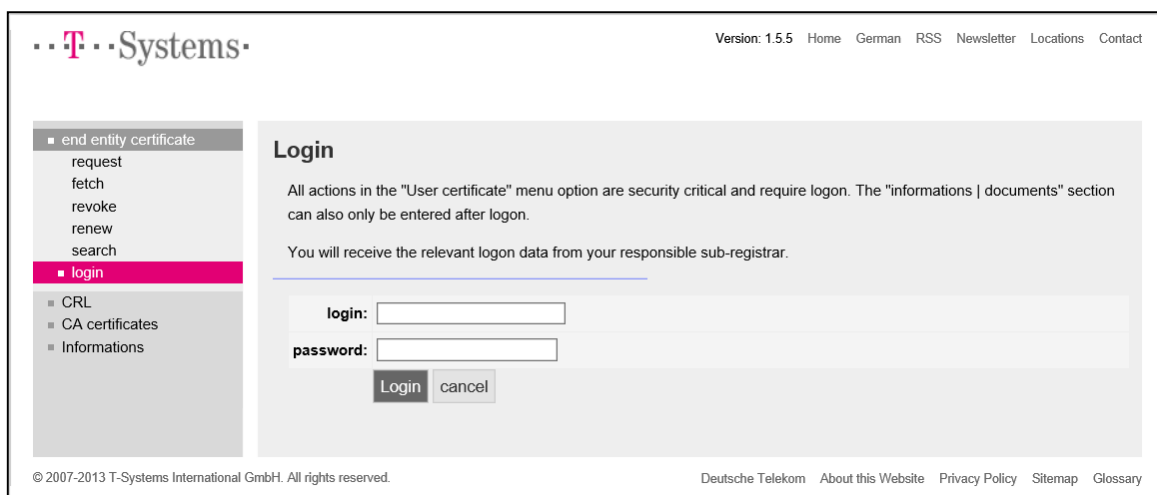 · · T · · Systems ·
Version: 1.5.5 Home German RSS Newsletter Locations Contact
end entity certificate
request
fetch
revoke
renew
search
login
CRL
CA certificates
Informations
Login
All actions in the "User certificate" menu option are security critical and require logon. The "informations | documents" section
can also only be entered after logon.
You will receive the relevant logon data from your responsible sub-registrar.
login:
password:
Login cancel
© 2007-2013 T-Systems International GmbH. All rights reserved.
Deutsche Telekom About this Website Privacy Policy Sitemap Glossary